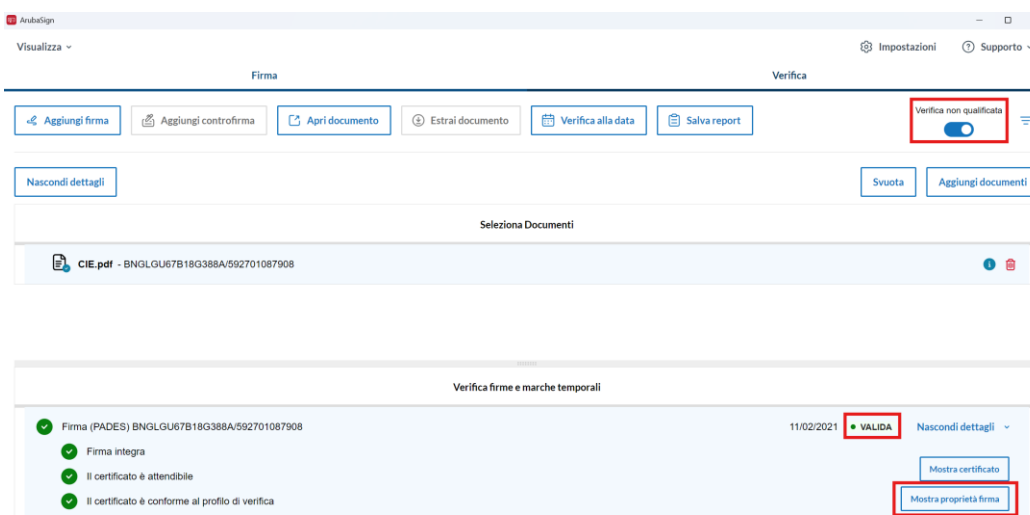 ArubaSign
Visualizza
Impostazioni
Supporto
Firma
Verifica
Aggiungi firma
Aggiungi controfirma
Apri documento
Estrai documento
Verifica alla data
Salva report
Verifica non qualificata
Nascondi dettagli
Svuota
Aggiungi documenti
Seleziona Documenti
CIE.pdf - BNGLGU67B18G388A/592701087908
Verifica firme e marche temporali
Firma (PADES) BNGLGU67B18G388A/592701087908
11/02/2021
VALIDA
Nascondi dettagli
Firma integra
Il certificato è attendibile
Mostra certificato
Il certificato è conforme al profilo di verifica
Mostra proprietà firma